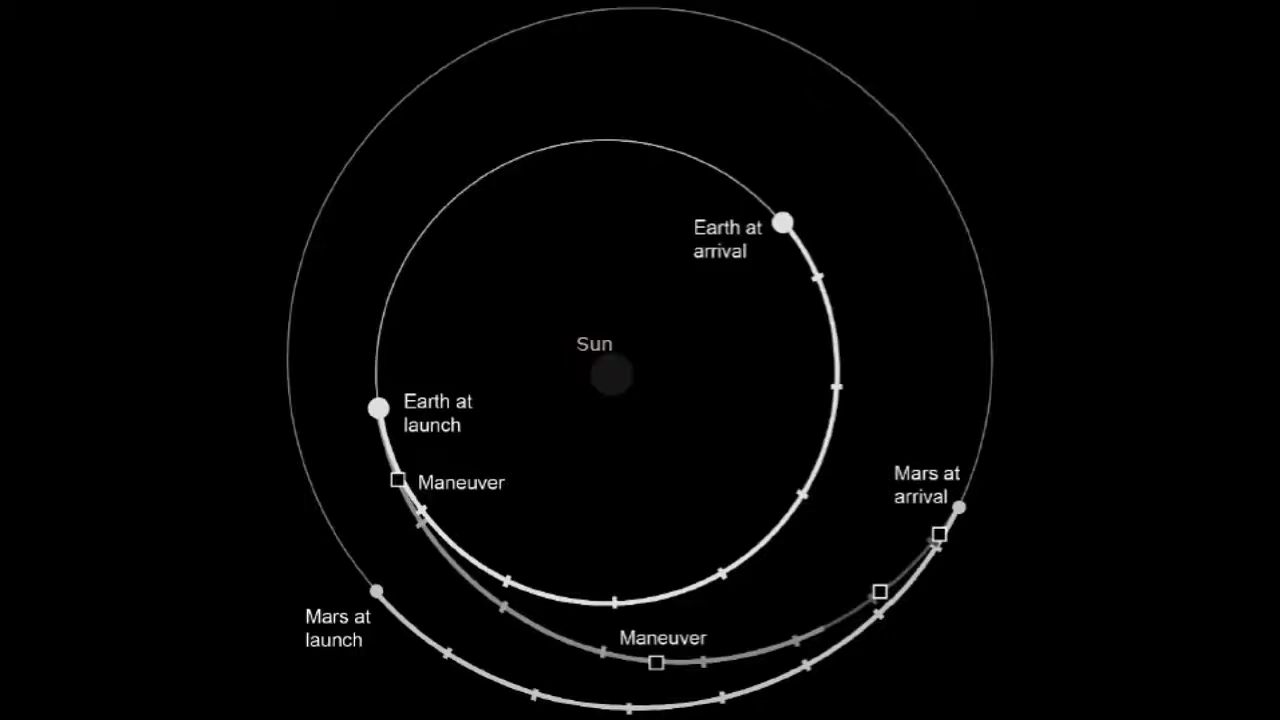 Earth at
arrival
Sun
Earth at
launch
Maneuver
Mars at
arrival
Mars at
launch
Maneuver